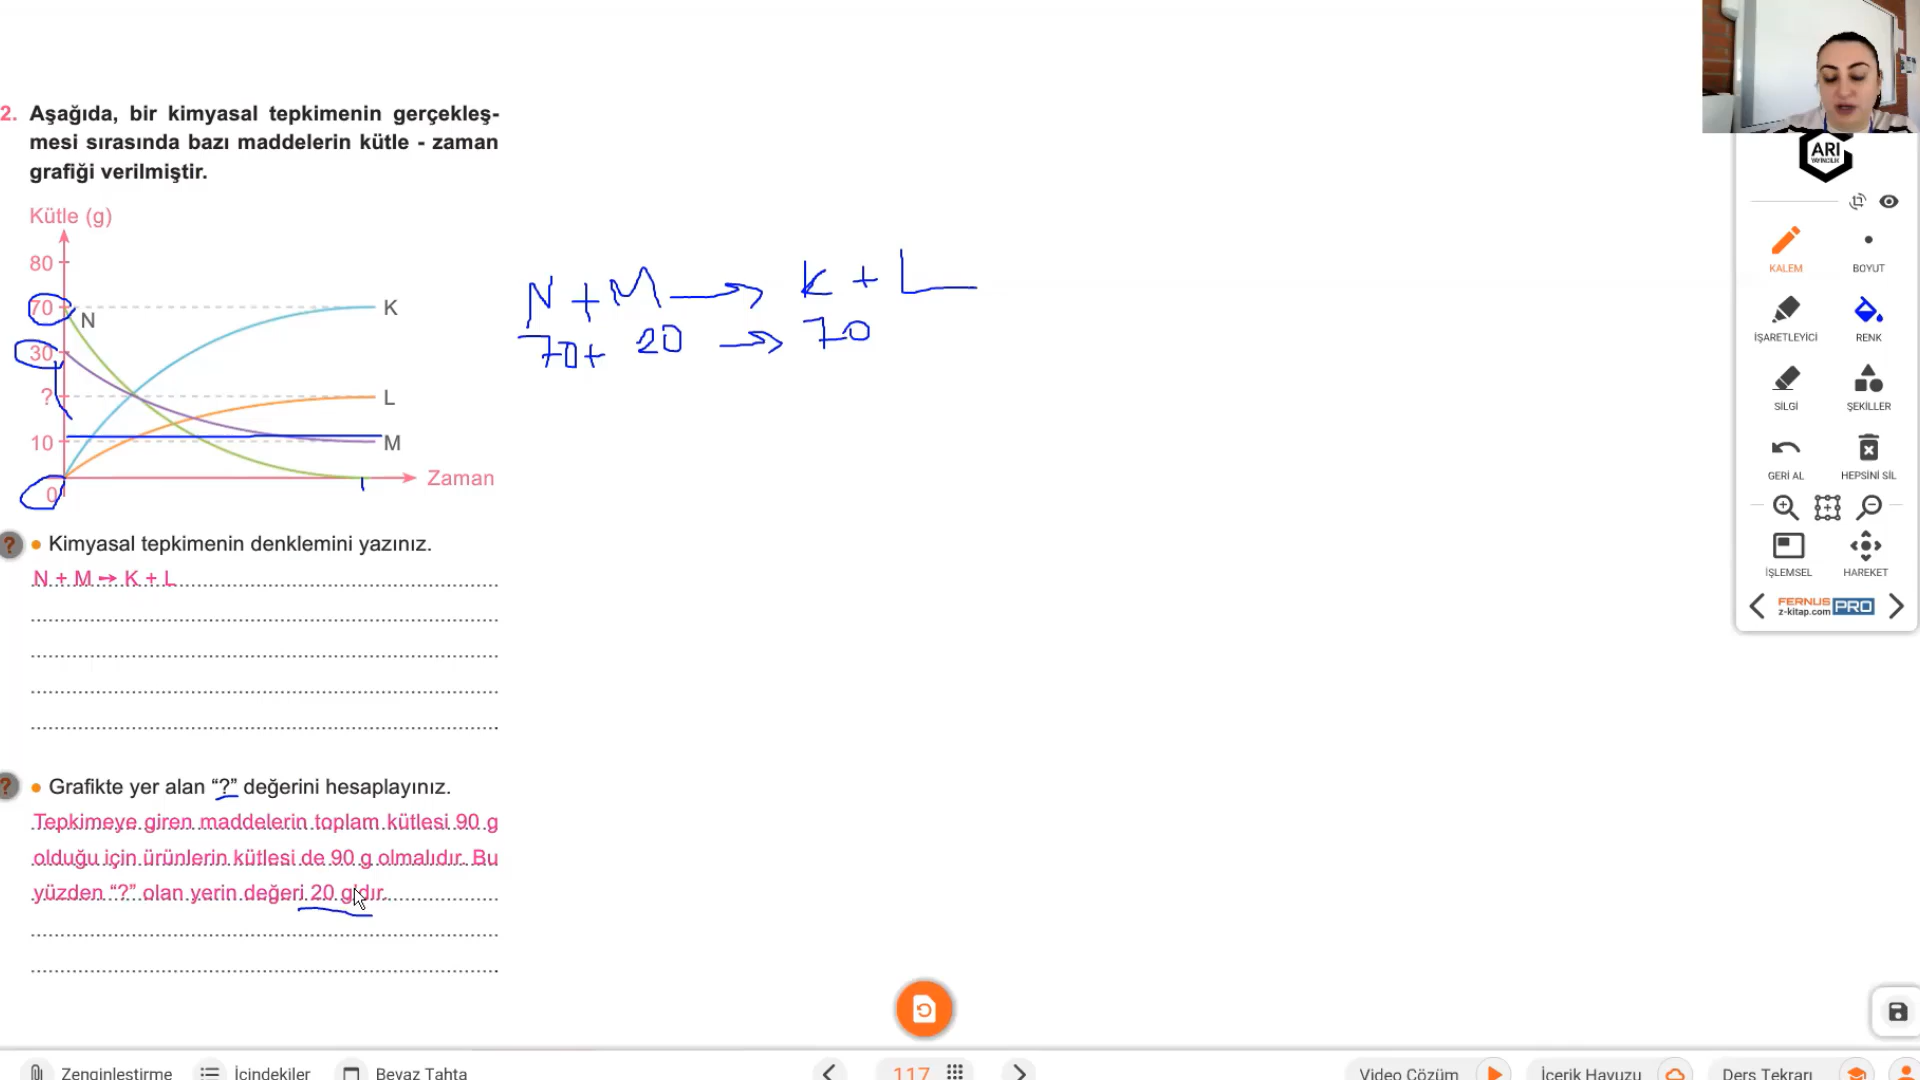 2. Aşağıda, bir kimyasal tepkimenin gerçekleş-
mesi sırasında bazı maddelerin kütle - zaman
grafiği verilmiştir.
Kütle (g)
80
70
N
K
30
?
L
10
M
0
Zaman
N + M → K + L
70+ 20 → 70
? • Kimyasal tepkimenin denklemini yazınız.
N + M → K + L
? • Grafikte yer alan “?” değerini hesaplayınız.
Tepkimeye giren maddelerin toplam kütlesi 90 g
olduğu için ürünlerin kütlesi de 90 g olmalıdır. Bu
yüzden “?” olan yerin değeri 20 g'dır.
ARI
YAYINCILIK
KALEM
BOYUT
İŞARETLEYİCİ
RENK
SİLGİ
ŞEKİLLER
GERİ AL
HEPSİNİ SİL
İŞLEMSEL
HAREKET
FERNUS PRO
z-kitap.com
Zenginleştirme
İçindekiler
Beyaz Tahta
117
Video Çözüm
İçerik Havuzu
Ders Tekrarı